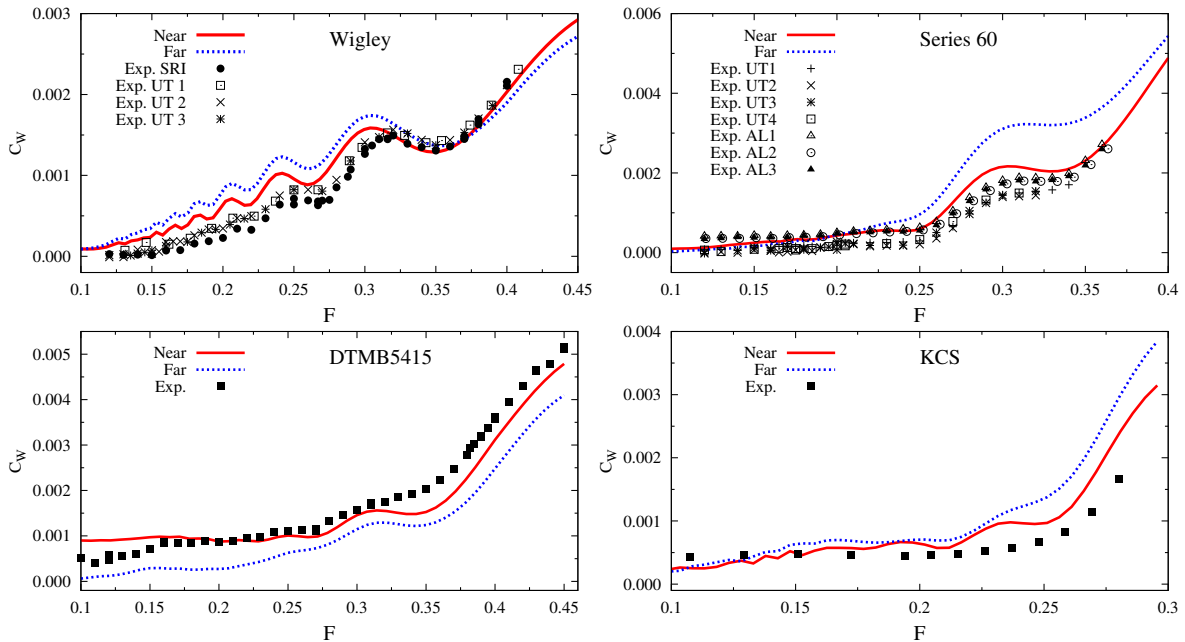 Wigley
Near
Far
Exp. SRI
Exp. UT 1
Exp. UT 2
Exp. UT 3
0.003
0.002
0.001
0.000
C_W
0.1 0.15 0.2 0.25 0.3 0.35 0.4 0.45
F
Series 60
Near
Far
Exp. UT1
Exp. UT2
Exp. UT3
Exp. UT4
Exp. AL1
Exp. AL2
Exp. AL3
0.006
0.004
0.002
0.000
C_W
0.1 0.15 0.2 0.25 0.3 0.35 0.4
F
DTMB5415
Near
Far
Exp.
0.005
0.004
0.003
0.002
0.001
0.000
C_W
0.1 0.15 0.2 0.25 0.3 0.35 0.4 0.45
F
KCS
Near
Far
Exp.
0.004
0.003
0.002
0.001
0.000
C_W
0.1 0.15 0.2 0.25 0.3
F